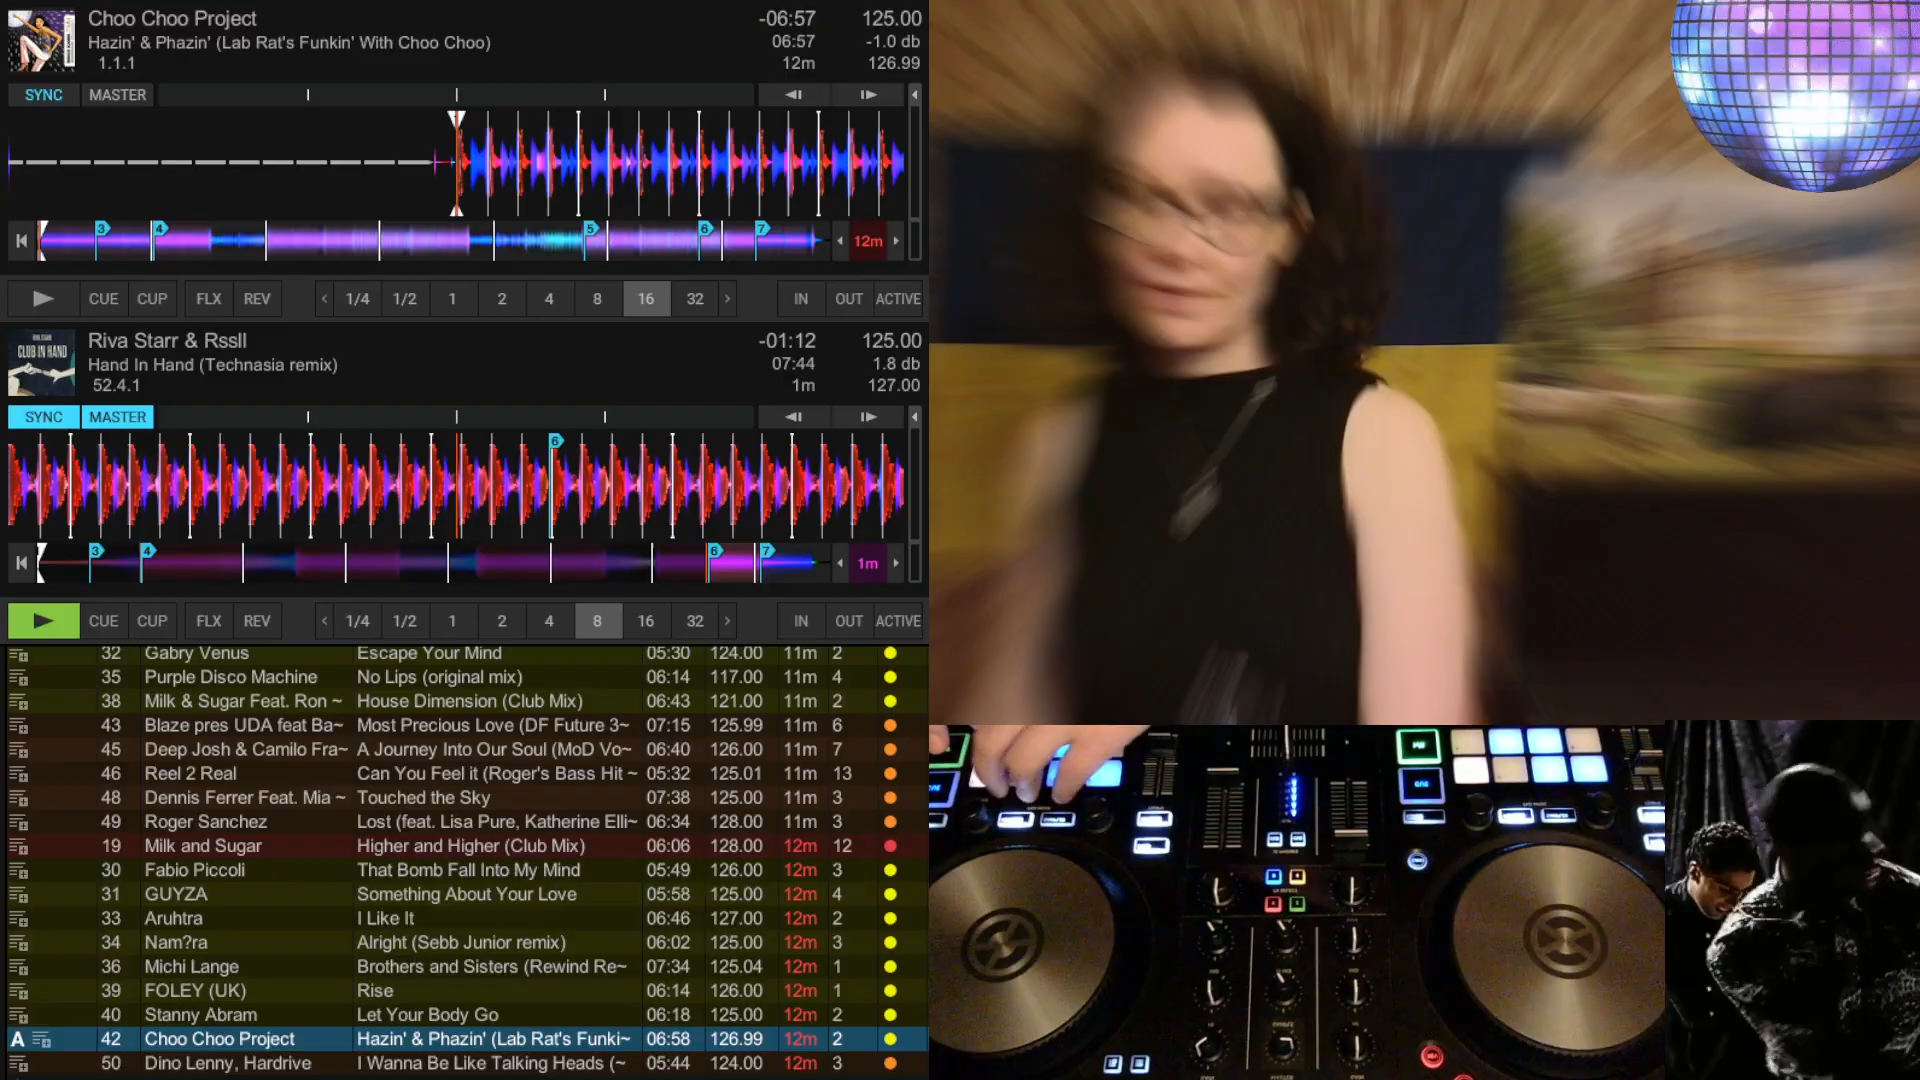 Choo Choo Project -06:57 125.00
Hazin' & Phazin' (Lab Rat's Funkin' With Choo Choo) 06:57 -1.0 db
1.1.1 12m 126.99
SYNC MASTER
3 4 5 6 7 12m
CUE CUP FLX REV 1/4 1/2 1 2 4 8 16 32 IN OUT ACTIVE
Riva Starr & Rssll -01:12 125.00
CLUB IN HAND
Hand In Hand (Technasia remix) 07:44 1.8 db
52.4.1 1m 127.00
SYNC MASTER
6
3 4 6 7 1m
CUE CUP FLX REV 1/4 1/2 1 2 4 8 16 32 IN OUT ACTIVE
32 Gabry Venus Escape Your Mind 05:30 124.00 11m 2
35 Purple Disco Machine No Lips (original mix) 06:14 117.00 11m 4
38 Milk & Sugar Feat. Ron ~ House Dimension (Club Mix) 06:43 121.00 11m 2
43 Blaze pres UDA feat Ba~ Most Precious Love (DF Future 3~ 07:15 125.99 11m 6
45 Deep Josh & Camilo Fra~ A Journey Into Our Soul (MoD Vo~ 06:40 126.00 11m 7
46 Reel 2 Real Can You Feel it (Roger's Bass Hit ~ 05:32 125.01 11m 13
48 Dennis Ferrer Feat. Mia ~ Touched the Sky 07:38 125.00 11m 3
49 Roger Sanchez Lost (feat. Lisa Pure, Katherine Elli~ 06:34 128.00 11m 3
19 Milk and Sugar Higher and Higher (Club Mix) 06:06 128.00 12m 12
30 Fabio Piccoli That Bomb Fall Into My Mind 05:49 126.00 12m 3
31 GUYZA Something About Your Love 05:58 125.00 12m 4
33 Aruhtra I Like It 06:46 127.00 12m 2
34 Nam?ra Alright (Sebb Junior remix) 06:02 125.00 12m 3
36 Michi Lange Brothers and Sisters (Rewind Re~ 07:34 125.04 12m 1
39 FOLEY (UK) Rise 06:14 126.00 12m 1
40 Stanny Abram Let Your Body Go 06:18 125.00 12m 2
A 42 Choo Choo Project Hazin' & Phazin' (Lab Rat's Funki~ 06:58 126.99 12m 2
50 Dino Lenny, Hardrive I Wanna Be Like Talking Heads (~ 05:44 124.00 12m 3